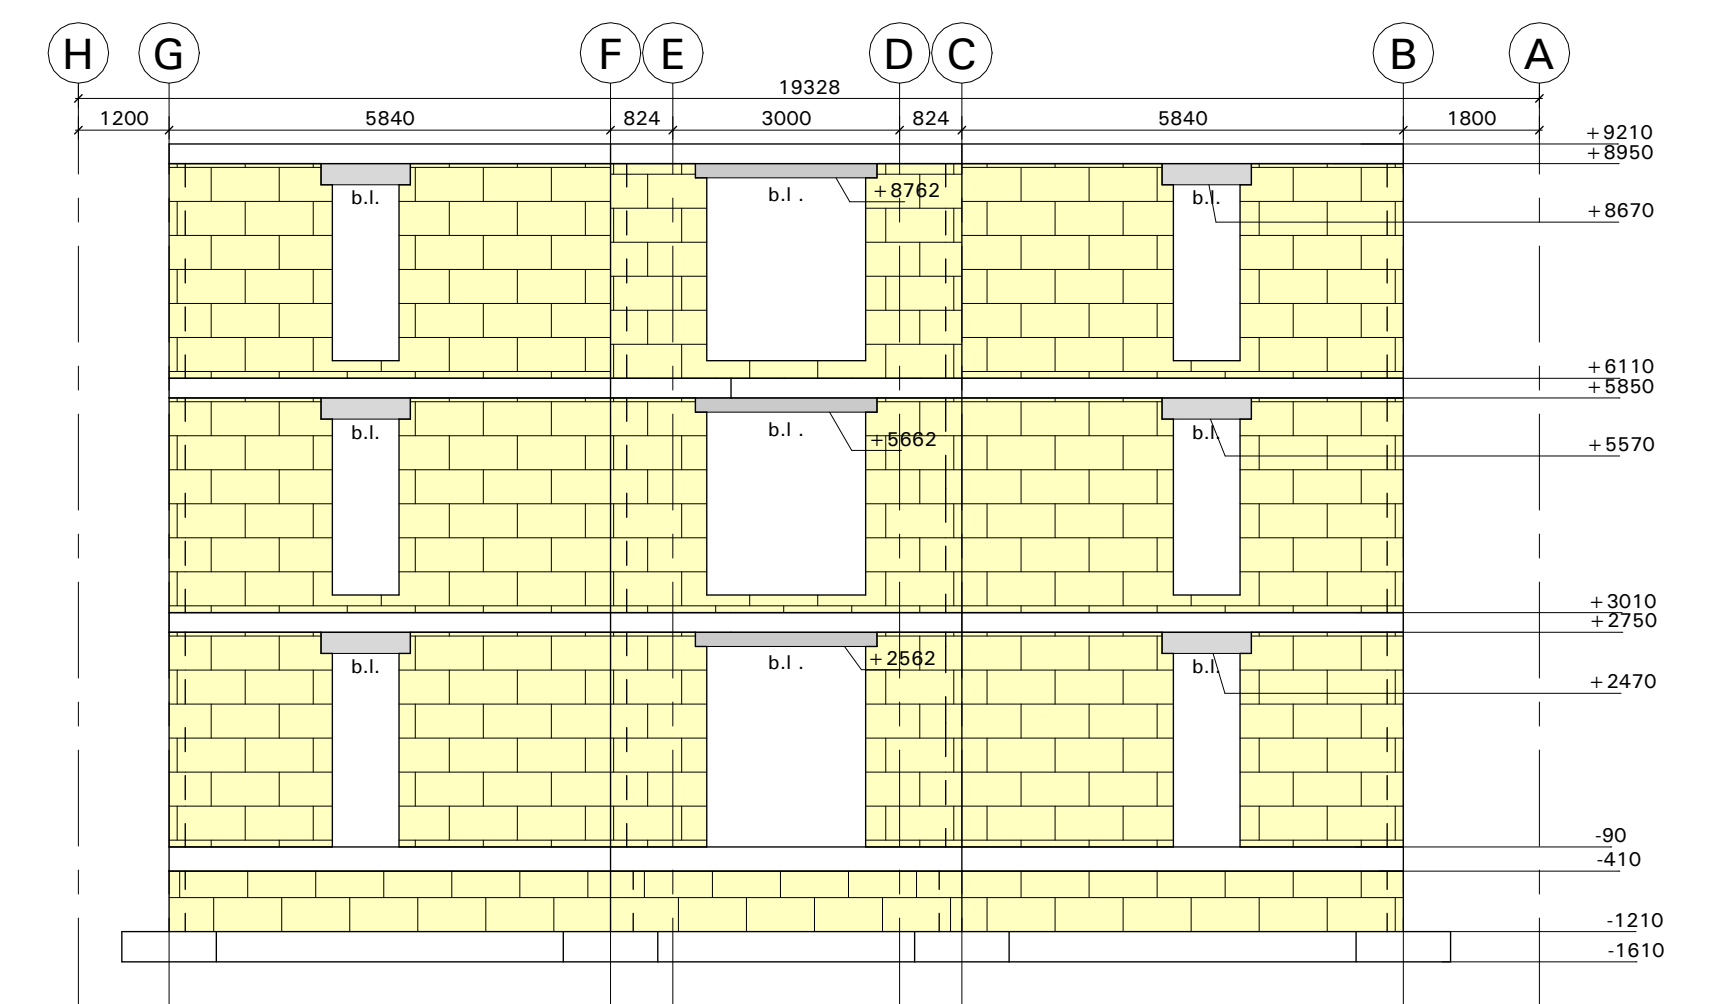 H G F E D C B A
19328
1200 5840 824 3000 824 5840 1800
+9210
+8950
b.l. b.l . +8762 b.l.
+8670
+6110
+5850
b.l. b.l . +5662 b.l.
+5570
+3010
+2750
b.l. b.l . +2562 b.l.
+2470
-90
-410
-1210
-1610